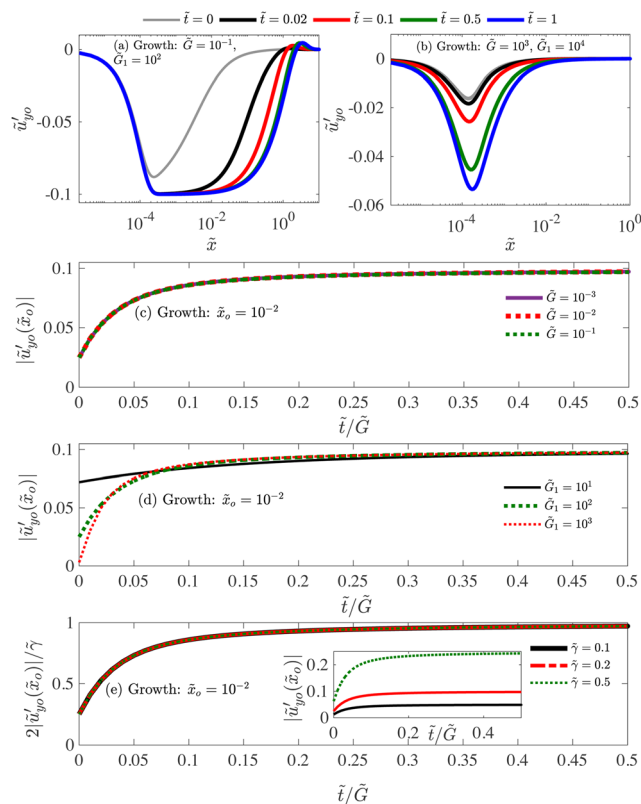 t̃ = 0 t̃ = 0.02 t̃ = 0.1 t̃ = 0.5 t̃ = 1
(a) Growth: G̃ = 10⁻¹,
G̃₁ = 10²
0
-0.05
-0.1
ũ′yo
10⁻⁴ 10⁻² 10⁰
x̃
(b) Growth: G̃ = 10³, G̃₁ = 10⁴
0
-0.02
-0.04
-0.06
ũ′yo
10⁻⁴ 10⁻² 10⁰
x̃
0.1
0.05
0
|ũ′yo(x̃o)|
(c) Growth: x̃o = 10⁻²
G̃ = 10⁻³
G̃ = 10⁻²
G̃ = 10⁻¹
0 0.05 0.1 0.15 0.2 0.25 0.3 0.35 0.4 0.45 0.5
t̃/G̃
0.1
0.05
0
|ũ′yo(x̃o)|
(d) Growth: x̃o = 10⁻²
G̃₁ = 10¹
G̃₁ = 10²
G̃₁ = 10³
0 0.05 0.1 0.15 0.2 0.25 0.3 0.35 0.4 0.45 0.5
t̃/G̃
1
0.5
0
2|ũ′yo(x̃o)|/γ̃
(e) Growth: x̃o = 10⁻²
|ũ′yo(x̃o)|
0.2
0.1
0
0.2 0.4
t̃/G̃
γ̃ = 0.1
γ̃ = 0.2
γ̃ = 0.5
0 0.05 0.1 0.15 0.2 0.25 0.3 0.35 0.4 0.45 0.5
t̃/G̃